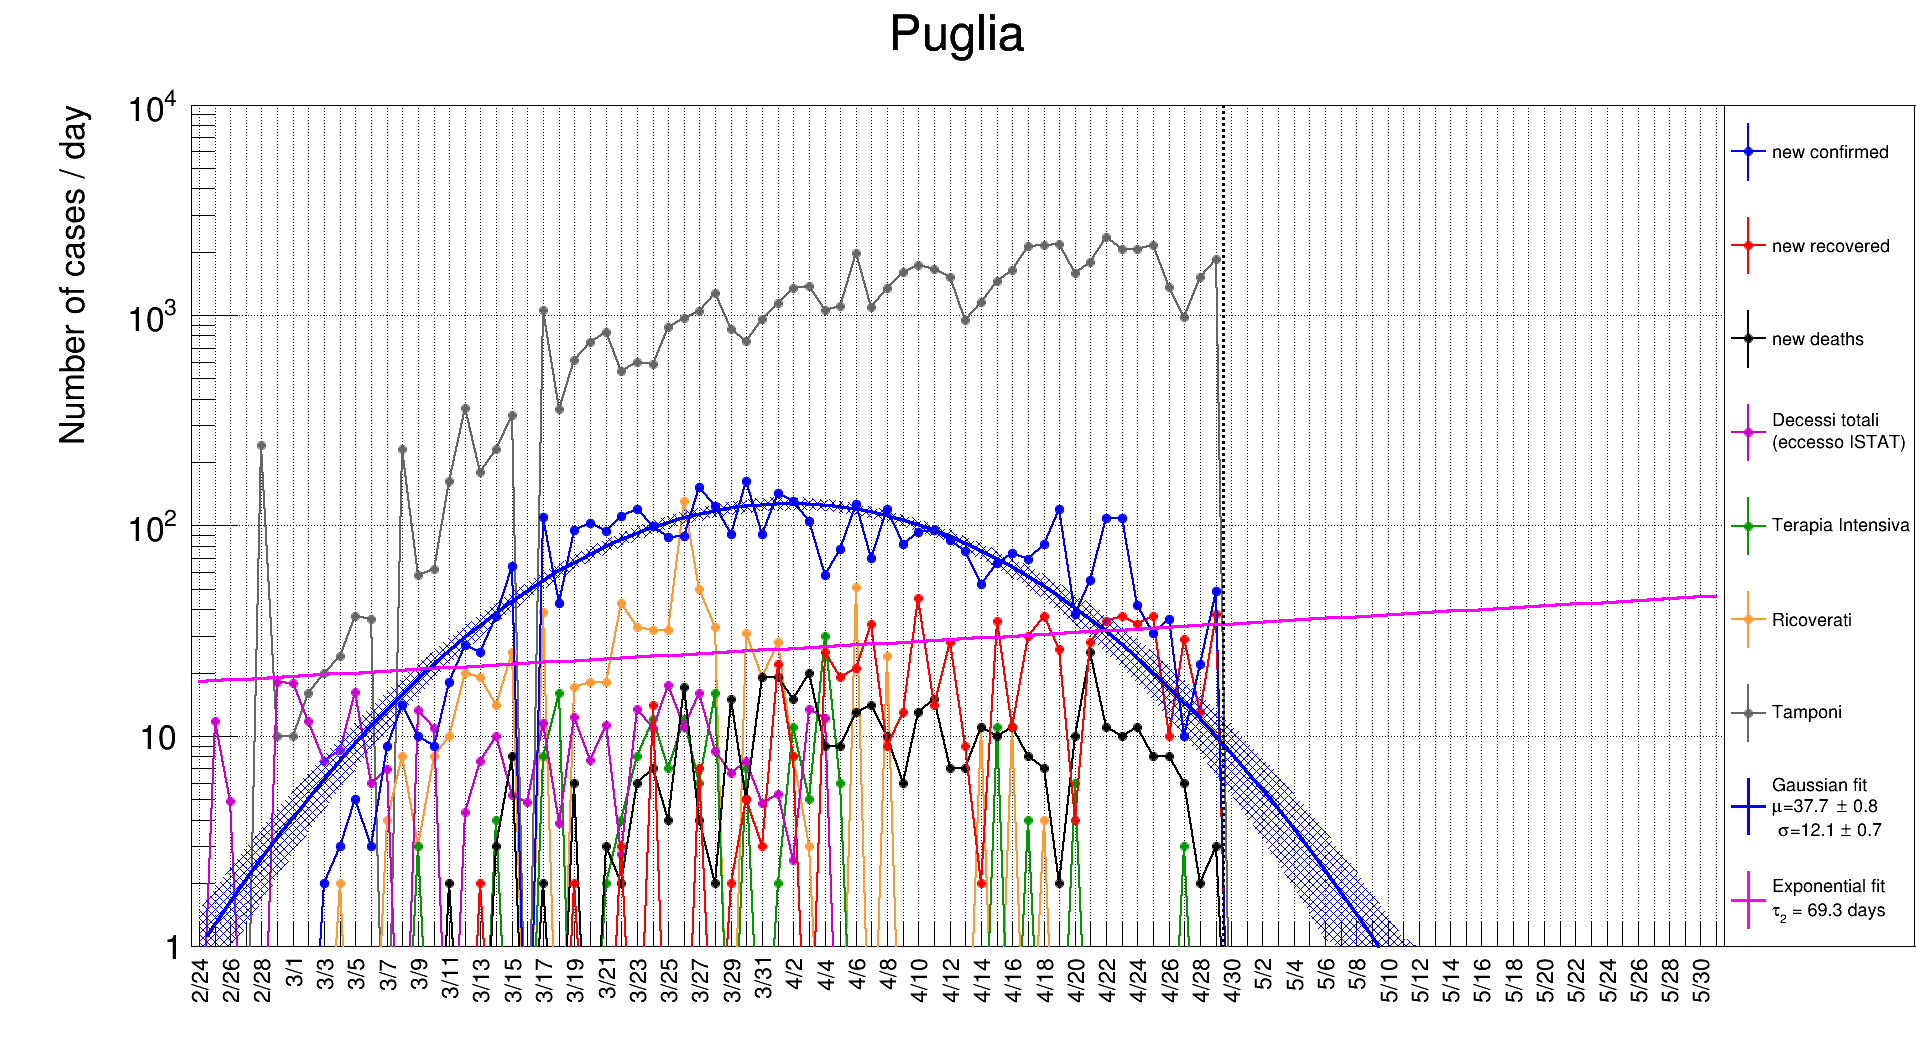 Puglia
Number of cases / day
10^4
10^3
10^2
10
1
2/24 2/26 2/28 3/1 3/3 3/5 3/7 3/9 3/11 3/13 3/15 3/17 3/19 3/21 3/23 3/25 3/27 3/29 3/31 4/2 4/4 4/6 4/8 4/10 4/12 4/14 4/16 4/18 4/20 4/22 4/24 4/26 4/28 4/30 5/2 5/4 5/6 5/8 5/10 5/12 5/14 5/16 5/18 5/20 5/22 5/24 5/26 5/28 5/30
new confirmed
new recovered
new deaths
Decessi totali
(eccesso ISTAT)
Terapia Intensiva
Ricoverati
Tamponi
Gaussian fit
μ=37.7 ± 0.8
σ=12.1 ± 0.7
Exponential fit
τ₂ = 69.3 days